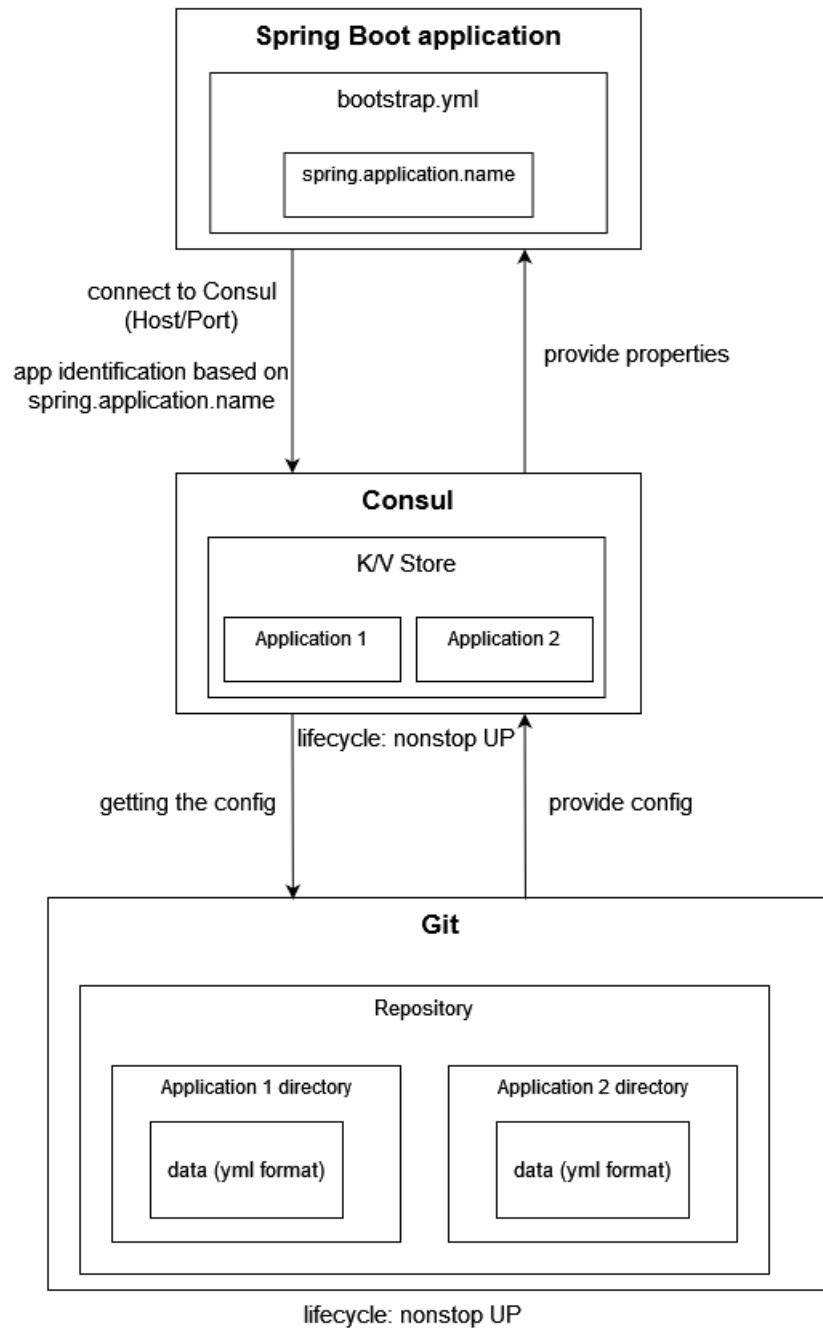 Spring Boot application
bootstrap.yml
spring.application.name
connect to Consul
(Host/Port)
app identification based on
spring.application.name
provide properties
Consul
K/V Store
Application 1
Application 2
lifecycle: nonstop UP
getting the config
provide config
Git
Repository
Application 1 directory
Application 2 directory
data (yml format)
data (yml format)
lifecycle: nonstop UP